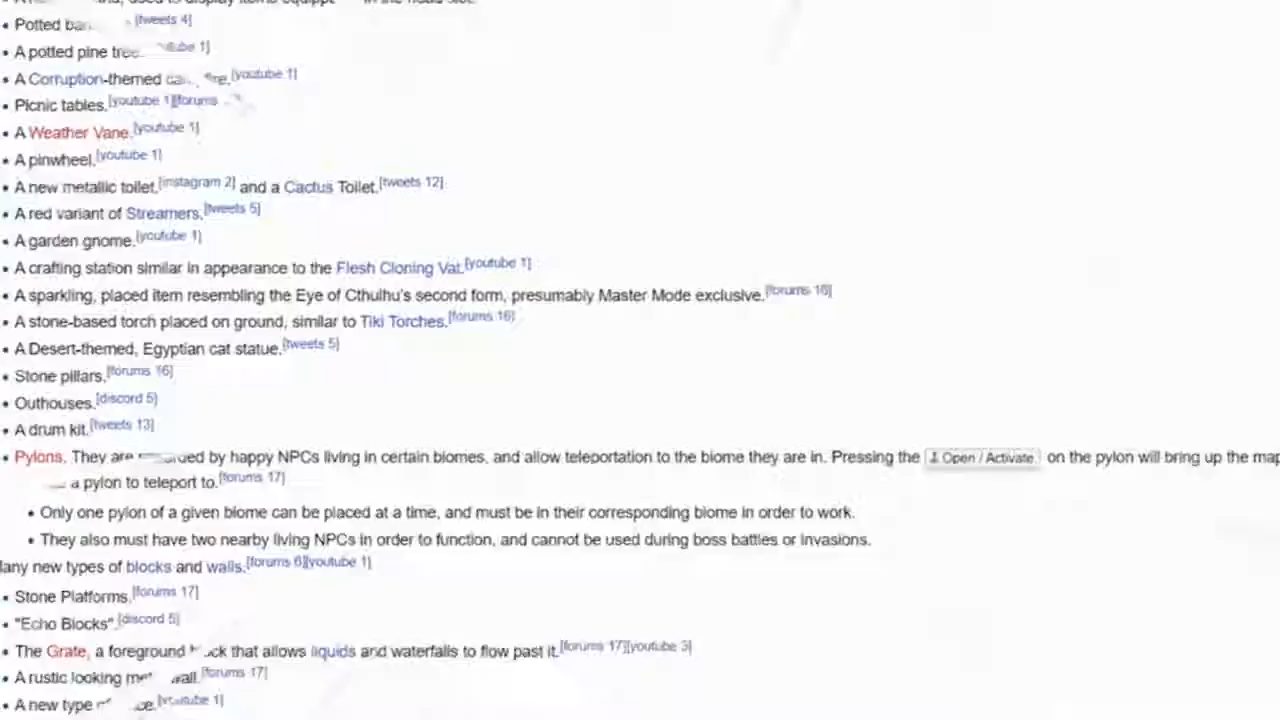 used to display items in the
• Potted [tweets 4]
• A potted pine tree. 1]
• A Corruption-themed [youtube 1]
• Picnic tables.[youtube 1][forums
• A Weather Vane.[youtube 1]
• A pinwheel.[youtube 1]
• A new metallic toilet.[instagram 2] and a Cactus Toilet.[tweets 12]
• A red variant of Streamers.[tweets 5]
• A garden gnome.[youtube 1]
• A crafting station similar in appearance to the Flesh Cloning Vat.[youtube 1]
• A sparkling, placed item resembling the Eye of Cthulhu's second form, presumably Master Mode exclusive.[forums 16]
• A stone-based torch placed on ground, similar to Tiki Torches.[forums 16]
• A Desert-themed, Egyptian cat statue.[tweets 5]
• Stone pillars.[forums 16]
• Outhouses.[discord 5]
• A drum kit.[tweets 13]
• Pylons. They are by happy NPCs living in certain biomes, and allow teleportation to the biome they are in. Pressing the Open / Activate on the pylon will bring up the map
a pylon to teleport to.[forums 17]
• Only one pylon of a given biome can be placed at a time, and must be in their corresponding biome in order to work.
• They also must have two nearby living NPCs in order to function, and cannot be used during boss battles or invasions.
any new types of blocks and walls.[forums 6][youtube 1]
• Stone Platforms.[forums 17]
• "Echo Blocks".[discord 5]
• The Grate, a foreground that allows liquids and waterfalls to flow past it.[forums 17][youtube 3]
• A rustic looking wall.[forums 17]
• A new type [youtube 1]